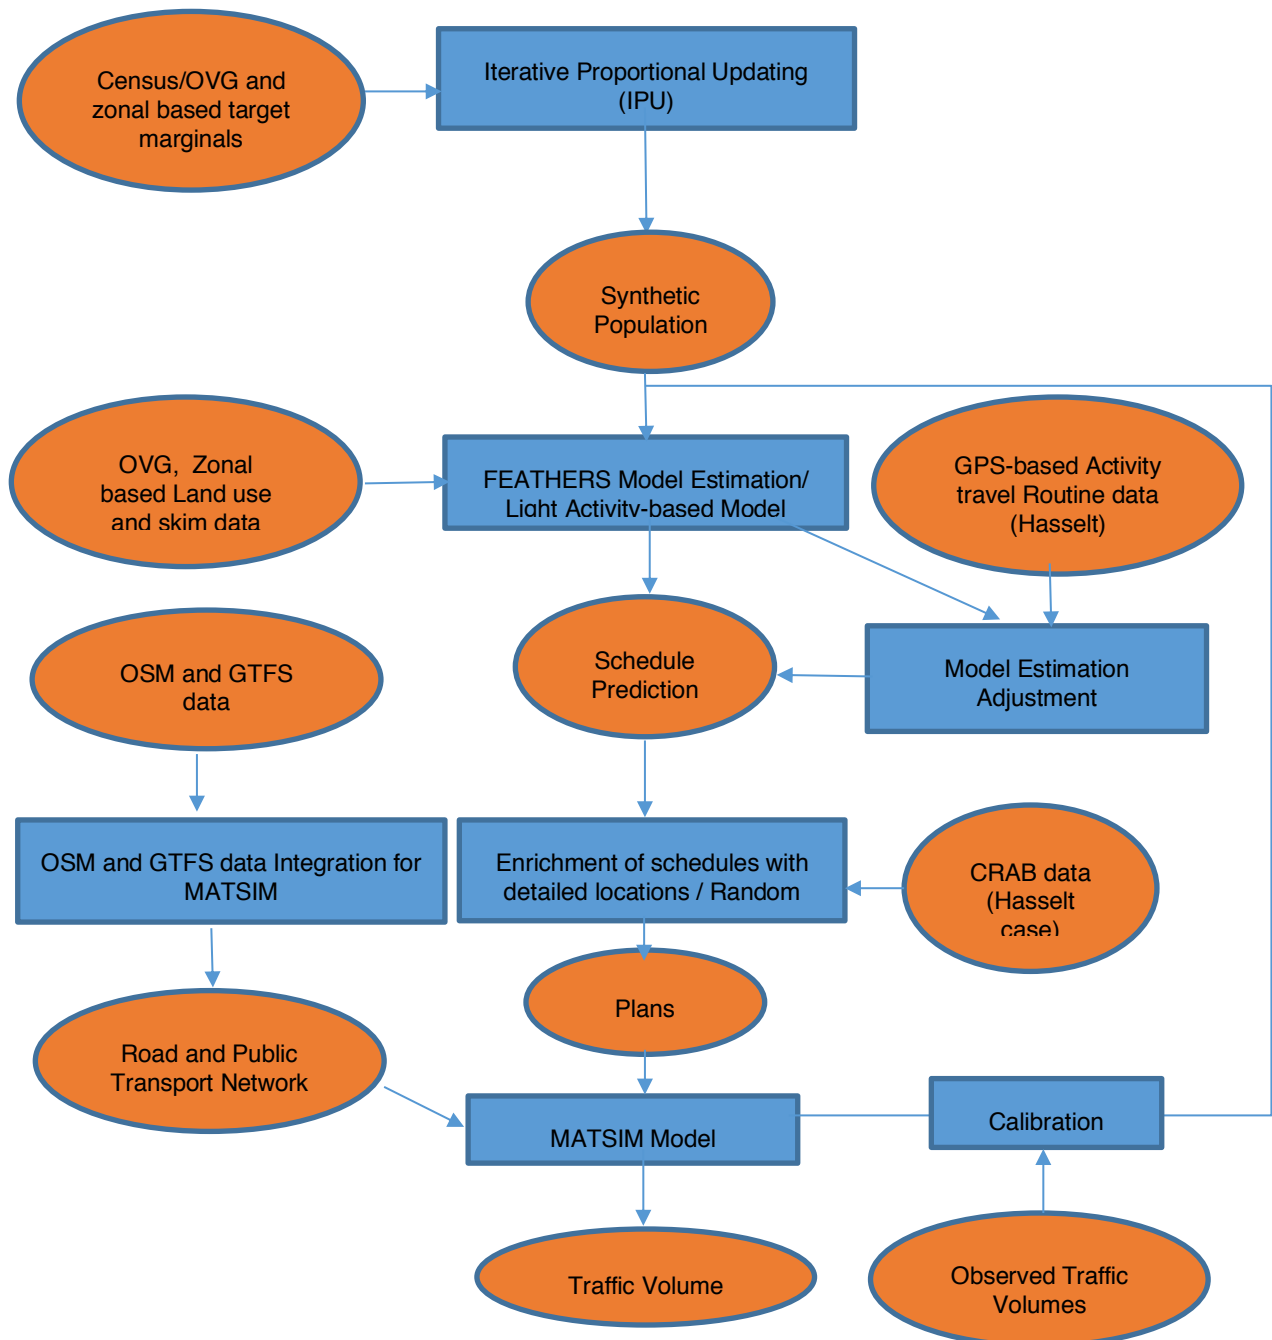 Census/OVG and
zonal based target
marginals
Iterative Proportional Updating
(IPU)
Synthetic
Population
OVG, Zonal
based Land use
and skim data
FEATHERS Model Estimation/
Light Activity-based Model
GPS-based Activity
travel Routine data
(Hasselt)
OSM and GTFS
data
Schedule
Prediction
Model Estimation
Adjustment
OSM and GTFS data Integration for
MATSIM
Enrichment of schedules with
detailed locations / Random
CRAB data
(Hasselt
case)
Plans
Road and Public
Transport Network
MATSIM Model
Calibration
Traffic Volume
Observed Traffic
Volumes